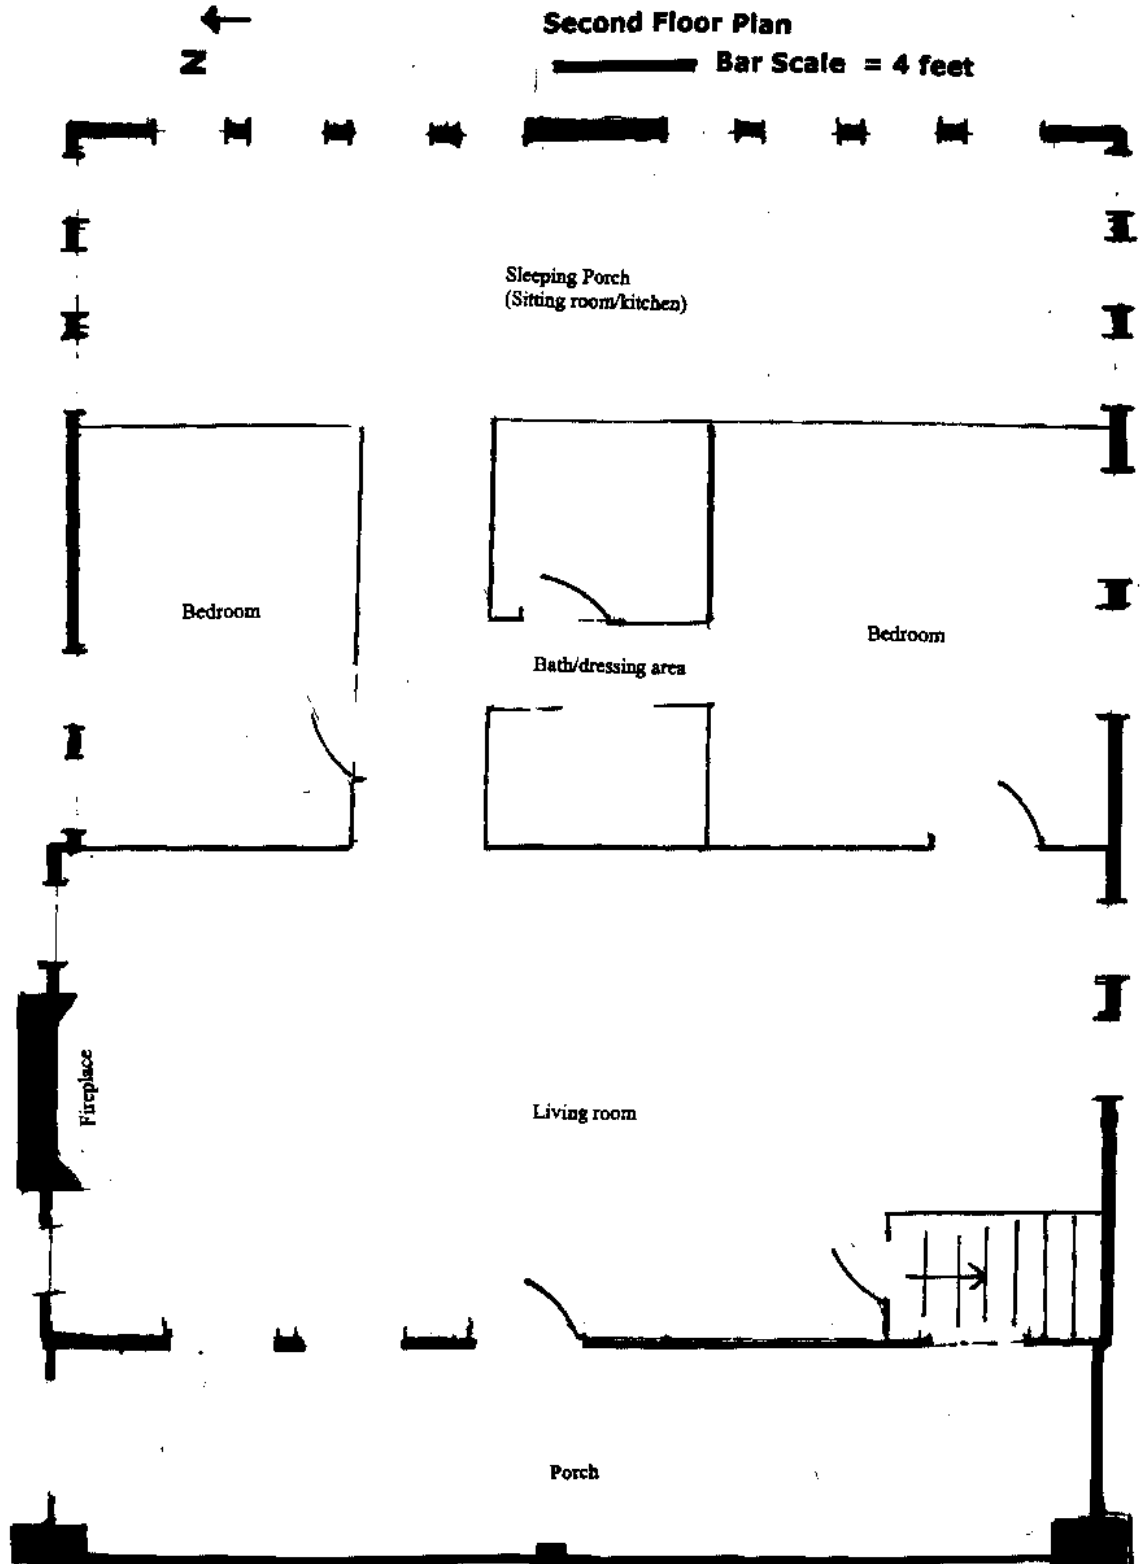 Second Floor Plan
N
Bar Scale = 4 feet
Sleeping Porch
(Sitting room/kitchen)
Bedroom
Bedroom
Bath/dressing area
Fireplace
Living room
Porch